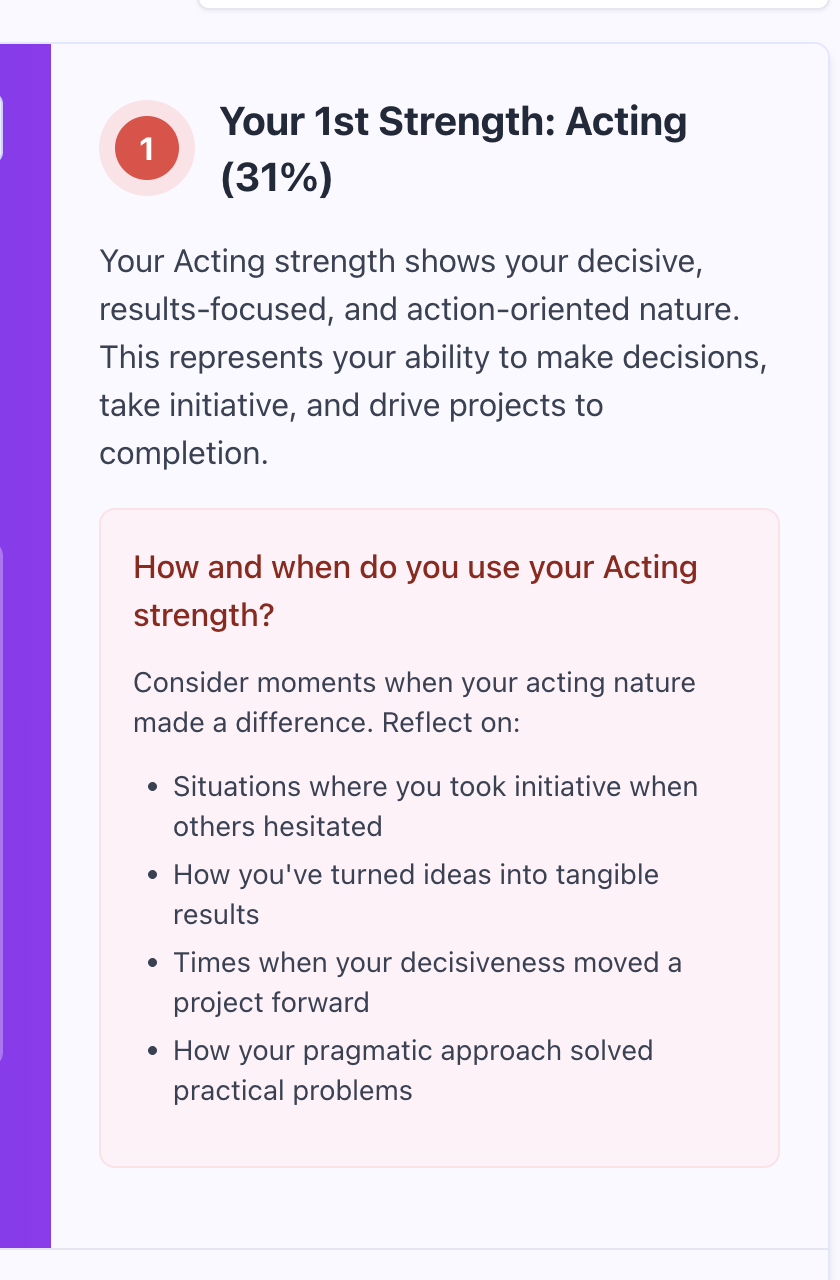 1
Your 1st Strength: Acting
(31%)
Your Acting strength shows your decisive,
results-focused, and action-oriented nature.
This represents your ability to make decisions,
take initiative, and drive projects to
completion.
How and when do you use your Acting
strength?
Consider moments when your acting nature
made a difference. Reflect on:
• Situations where you took initiative when
others hesitated
• How you've turned ideas into tangible
results
• Times when your decisiveness moved a
project forward
• How your pragmatic approach solved
practical problems